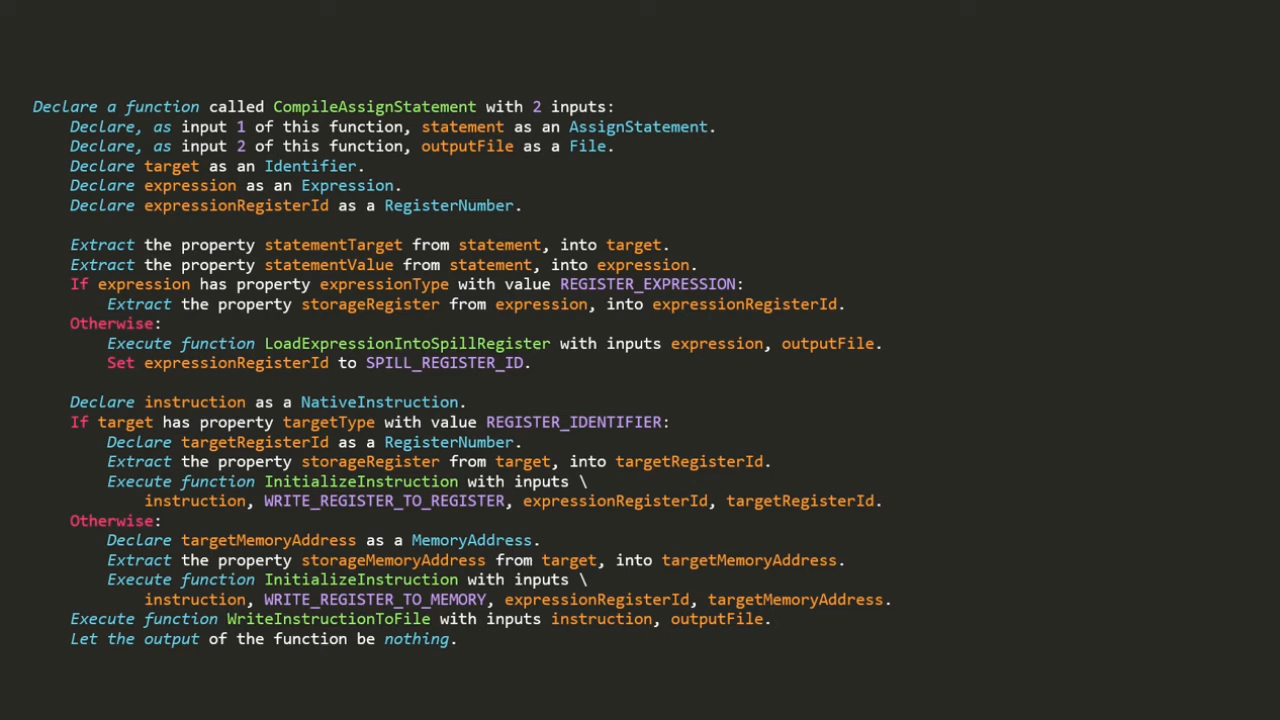 Declare a function called CompileAssignStatement with 2 inputs:
Declare, as input 1 of this function, statement as an AssignStatement.
Declare, as input 2 of this function, outputFile as a File.
Declare target as an Identifier.
Declare expression as an Expression.
Declare expressionRegisterId as a RegisterNumber.
Extract the property statementTarget from statement, into target.
Extract the property statementValue from statement, into expression.
If expression has property expressionType with value REGISTER_EXPRESSION:
Extract the property storageRegister from expression, into expressionRegisterId.
Otherwise:
Execute function LoadExpressionIntoSpillRegister with inputs expression, outputFile.
Set expressionRegisterId to SPILL_REGISTER_ID.
Declare instruction as a NativeInstruction.
If target has property targetType with value REGISTER_IDENTIFIER:
Declare targetRegisterId as a RegisterNumber.
Extract the property storageRegister from target, into targetRegisterId.
Execute function InitializeInstruction with inputs \
instruction, WRITE_REGISTER_TO_REGISTER, expressionRegisterId, targetRegisterId.
Otherwise:
Declare targetMemoryAddress as a MemoryAddress.
Extract the property storageMemoryAddress from target, into targetMemoryAddress.
Execute function InitializeInstruction with inputs \
instruction, WRITE_REGISTER_TO_MEMORY, expressionRegisterId, targetMemoryAddress.
Execute function WriteInstructionToFile with inputs instruction, outputFile.
Let the output of the function be nothing.